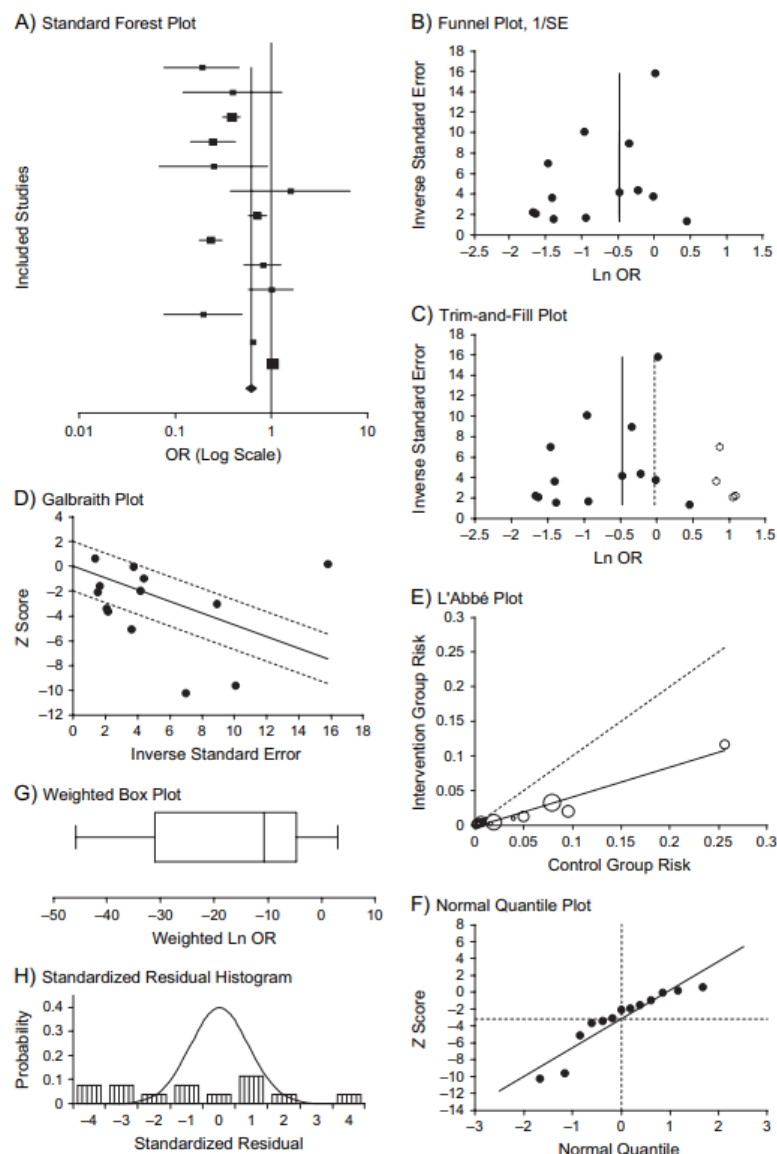 A) Standard Forest Plot
Included Studies
0.01 0.1 1 10
OR (Log Scale)
B) Funnel Plot, 1/SE
Inverse Standard Error
18
16
14
12
10
8
6
4
2
0
–2.5 –2 –1.5 –1 –0.5 0 0.5 1 1.5
Ln OR
C) Trim-and-Fill Plot
Inverse Standard Error
18
16
14
12
10
8
6
4
2
0
–2.5 –2 –1.5 –1 –0.5 0 0.5 1 1.5
Ln OR
D) Galbraith Plot
Z Score
4
2
0
–2
–4
–6
–8
–10
–12
0 2 4 6 8 10 12 14 16 18
Inverse Standard Error
E) L'Abbé Plot
Intervention Group Risk
0.3
0.25
0.2
0.15
0.1
0.05
0
0 0.05 0.1 0.15 0.2 0.25 0.3
Control Group Risk
G) Weighted Box Plot
–50 –40 –30 –20 –10 0 10
Weighted Ln OR
F) Normal Quantile Plot
Z Score
8
6
4
2
0
–2
–4
–6
–8
–10
–12
–14
–3 –2 –1 0 1 2 3
Normal Quantile
H) Standardized Residual Histogram
Probability
0.4
0.3
0.2
0.1
0
–4 –3 –2 –1 0 1 2 3 4
Standardized Residual